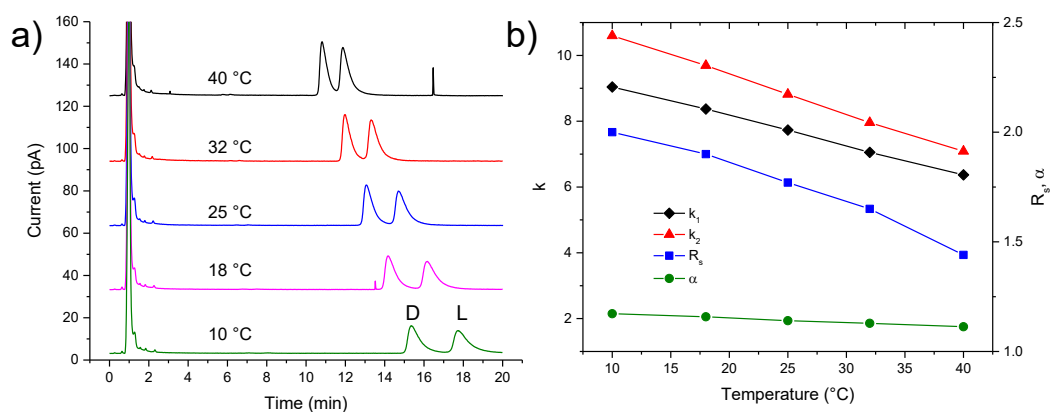 a)
160
140
120
100
80
60
40
20
0
Current (pA)
40 °C
32 °C
25 °C
18 °C
10 °C
D
L
0 2 4 6 8 10 12 14 16 18 20
Time (min)
b)
10
8
6
4
2
k
k₁
k₂
Rₛ
α
2.5
2.0
1.5
1.0
Rₛ, α
10 15 20 25 30 35 40
Temperature (°C)